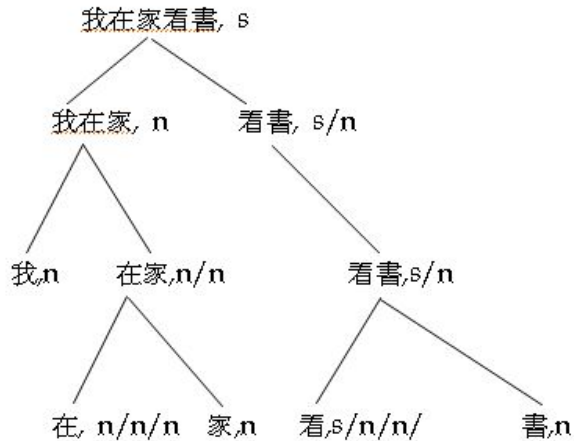 我在家看書, s
我在家, n 看書, s/n
我,n 在家,n/n 看書,s/n
在, n/n/n 家,n 看,s/n/n/ 書,n